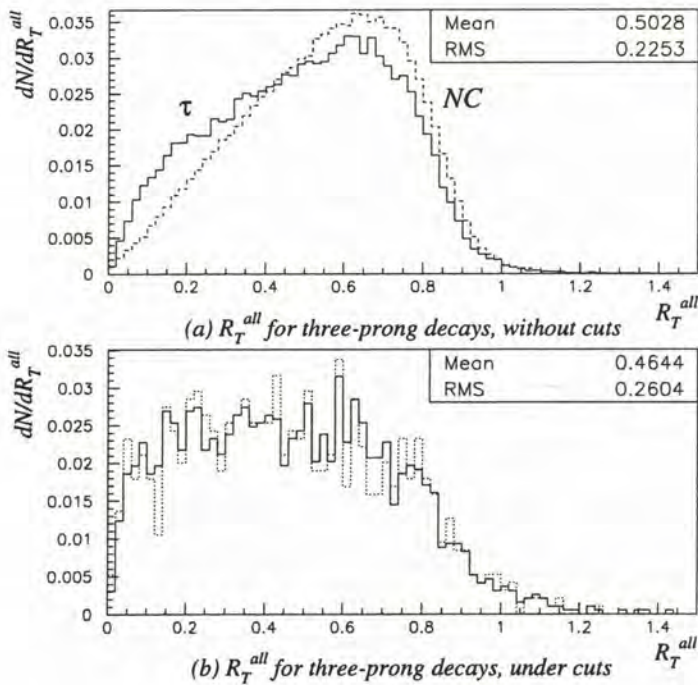 0.035
0.03
0.025
0.02
0.015
0.01
0.005
0
dN/dR_T^all
Mean 0.5028
RMS 0.2253
τ
NC
0 0.2 0.4 0.6 0.8 1 1.2 1.4
R_T^all
(a) R_T^all for three-prong decays, without cuts
0.035
0.03
0.025
0.02
0.015
0.01
0.005
0
dN/dR_T^all
Mean 0.4644
RMS 0.2604
0 0.2 0.4 0.6 0.8 1 1.2 1.4
R_T^all
(b) R_T^all for three-prong decays, under cuts